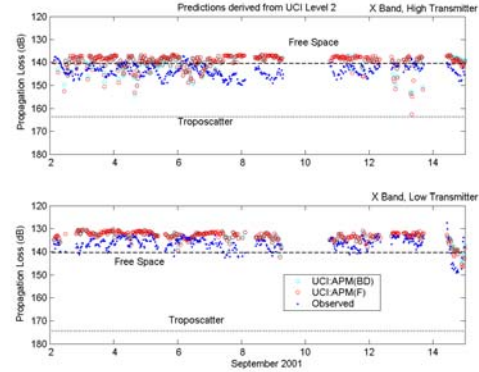 Predictions derived from UCI Level 2
X Band, High Transmitter
Propagation Loss (dB)
120
130
140
150
160
170
180
Free Space
Troposcatter
2
4
6
8
10
12
14
X Band, Low Transmitter
Propagation Loss (dB)
120
130
140
150
160
170
180
Free Space
UCI:APM(BD)
UCI:APM(F)
Observed
Troposcatter
2
4
6
8
10
12
14
September 2001